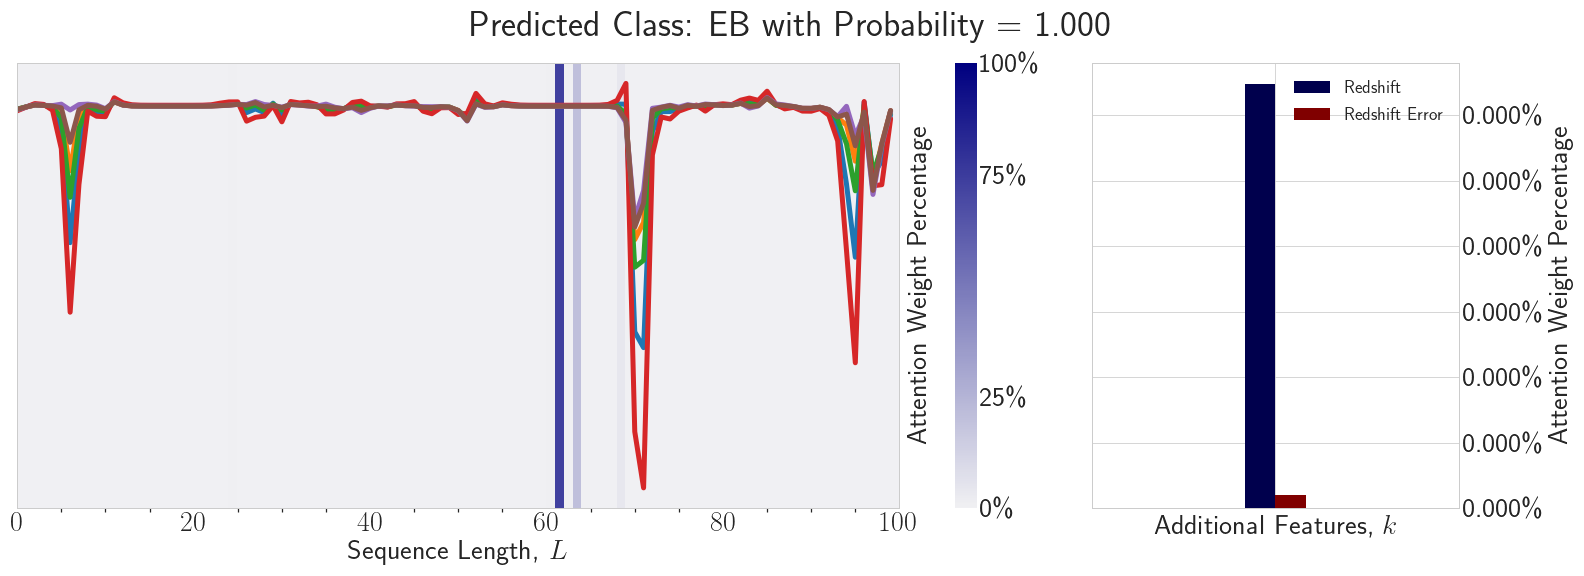 Predicted Class: EB with Probability = 1.000
0
20
40
60
80
100
Sequence Length, L
100%
75%
25%
0%
Attention Weight Percentage
Redshift
Redshift Error
0.000%
0.000%
0.000%
0.000%
0.000%
0.000%
0.000%
Attention Weight Percentage
Additional Features, k